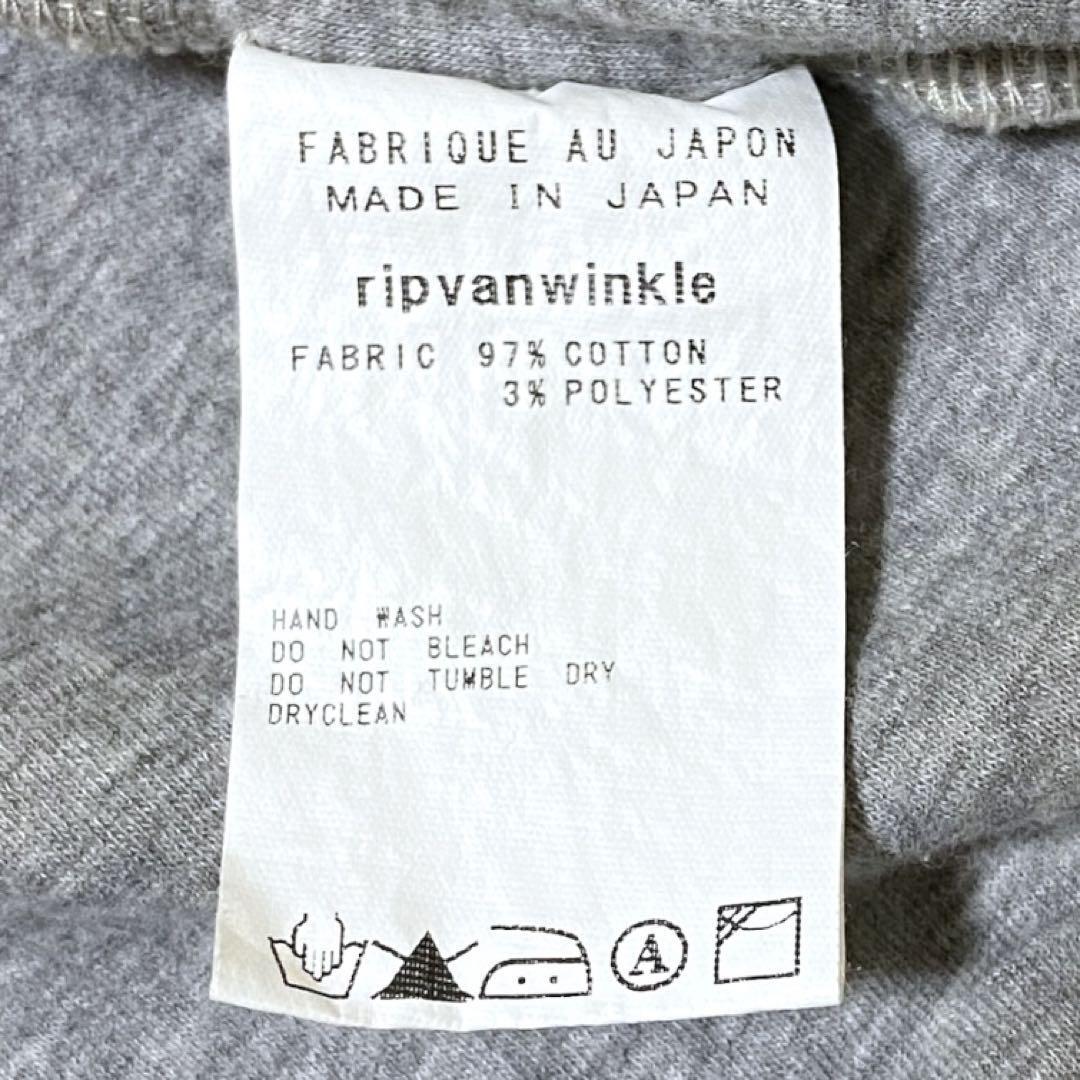 FABRIQUE AU JAPON
MADE IN JAPAN
ripvanwinkle
FABRIC 97% COTTON
3% POLYESTER
HAND WASH
DO NOT BLEACH
DO NOT TUMBLE DRY
DRYCLEAN
A